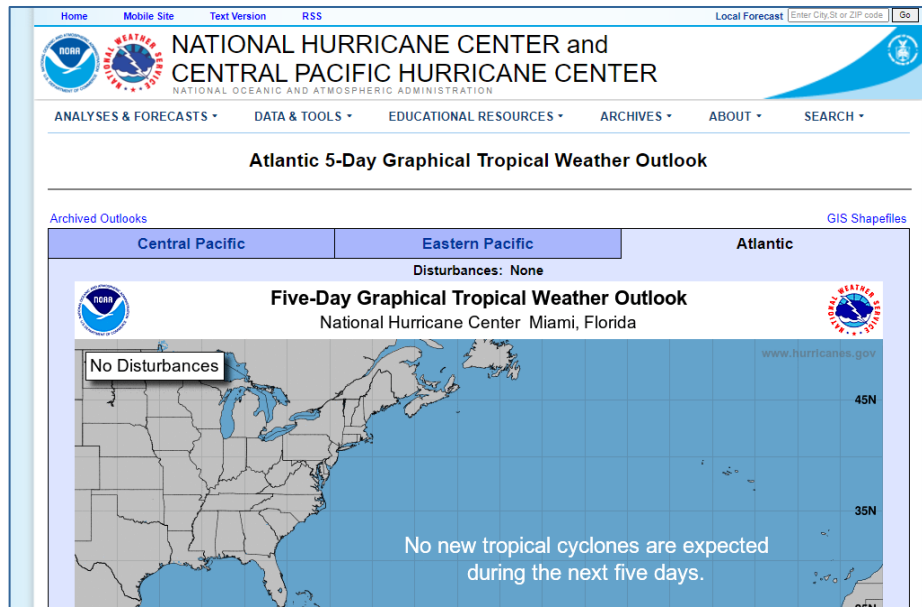 Home Mobile Site Text Version RSS Local Forecast Enter City,St or ZIP code Go
NATIONAL HURRICANE CENTER and
CENTRAL PACIFIC HURRICANE CENTER
NATIONAL OCEANIC AND ATMOSPHERIC ADMINISTRATION
ANALYSES & FORECASTS DATA & TOOLS EDUCATIONAL RESOURCES ARCHIVES ABOUT SEARCH
Atlantic 5-Day Graphical Tropical Weather Outlook
Archived Outlooks GIS Shapefiles
Central Pacific Eastern Pacific Atlantic
Disturbances: None
Five-Day Graphical Tropical Weather Outlook
National Hurricane Center Miami, Florida
NOAA
No Disturbances
www.hurricanes.gov
45N
35N
No new tropical cyclones are expected
during the next five days.